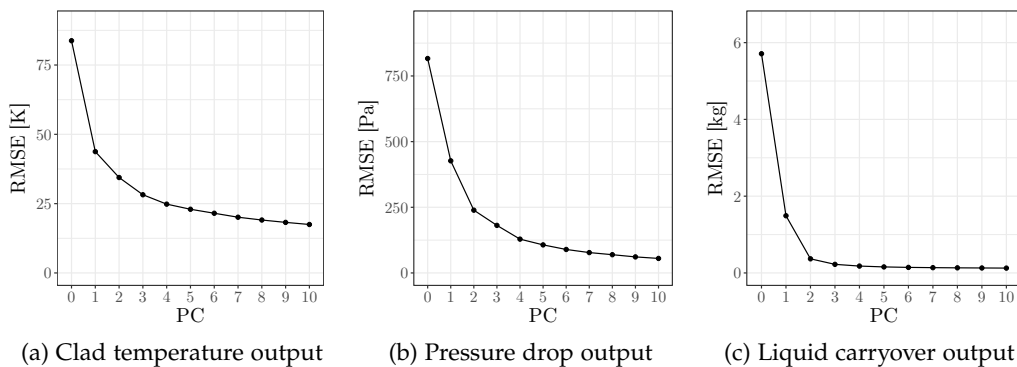 RMSE [K]
75
50
25
0
0 1 2 3 4 5 6 7 8 9 10
PC
(a) Clad temperature output
RMSE [Pa]
750
500
250
0
0 1 2 3 4 5 6 7 8 9 10
PC
(b) Pressure drop output
RMSE [kg]
6
4
2
0
0 1 2 3 4 5 6 7 8 9 10
PC
(c) Liquid carryover output